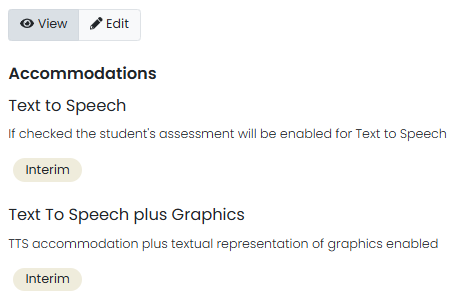 View Edit
Accommodations
Text to Speech
If checked the student's assessment will be enabled for Text to Speech
Interim
Text To Speech plus Graphics
TTS accommodation plus textual representation of graphics enabled
Interim